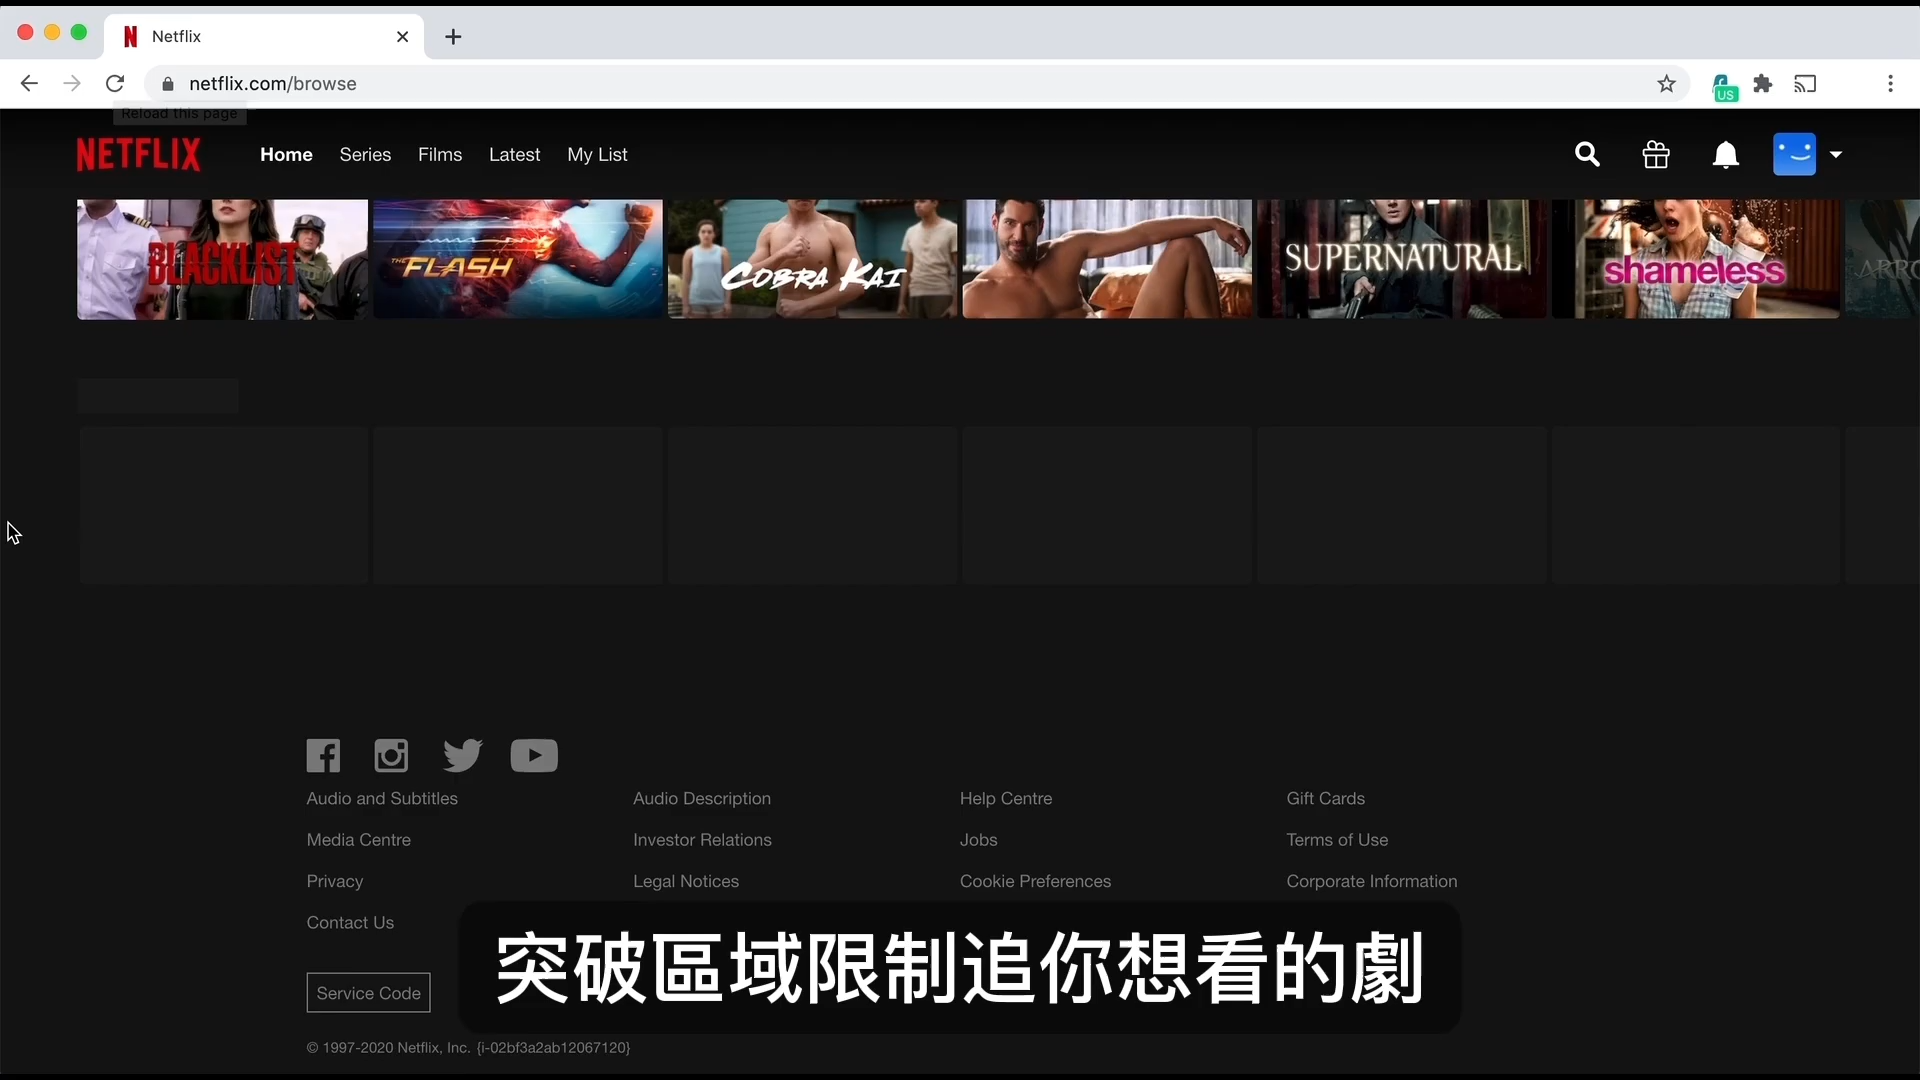 Netflix
netflix.com/browse
US
Reload this page
NETFLIX
Home
Series
Films
Latest
My List
BLACKLIST
THE FLASH
COBRA KAI
SUPERNATURAL
shameless
Audio and Subtitles
Audio Description
Help Centre
Gift Cards
Media Centre
Investor Relations
Jobs
Terms of Use
Privacy
Legal Notices
Cookie Preferences
Corporate Information
Contact Us
突破區域限制追你想看的劇
Service Code
© 1997-2020 Netflix, Inc. {i-02bf3a2ab12067120}